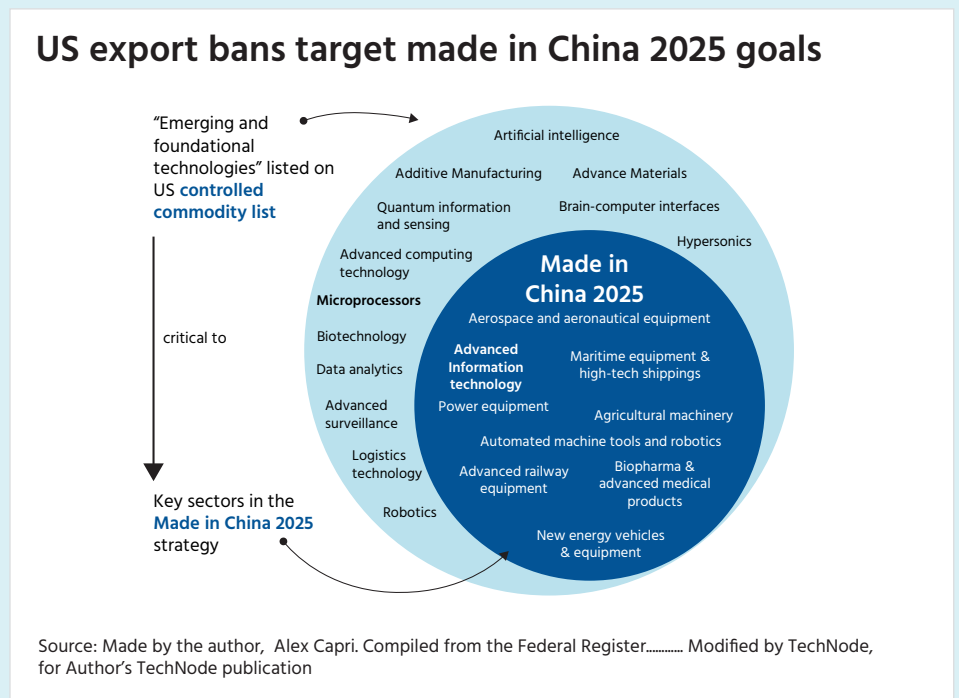 US export bans target made in China 2025 goals
“Emerging and
foundational
technologies” listed on
US controlled
commodity list
critical to
Key sectors in the
Made in China 2025
strategy
Artificial intelligence
Additive Manufacturing
Advance Materials
Quantum information
and sensing
Brain-computer interfaces
Hypersonics
Advanced computing
technology
Microprocessors
Biotechnology
Data analytics
Advanced
surveillance
Logistics
technology
Robotics
Made in
China 2025
Aerospace and aeronautical equipment
Advanced
Information
technology
Maritime equipment &
high-tech shippings
Power equipment
Agricultural machinery
Automated machine tools and robotics
Advanced railway
equipment
Biopharma &
advanced medical
products
New energy vehicles
& equipment
Source: Made by the author,  Alex Capri. Compiled from the Federal Register............ Modified by TechNode,
for Author’s TechNode publication